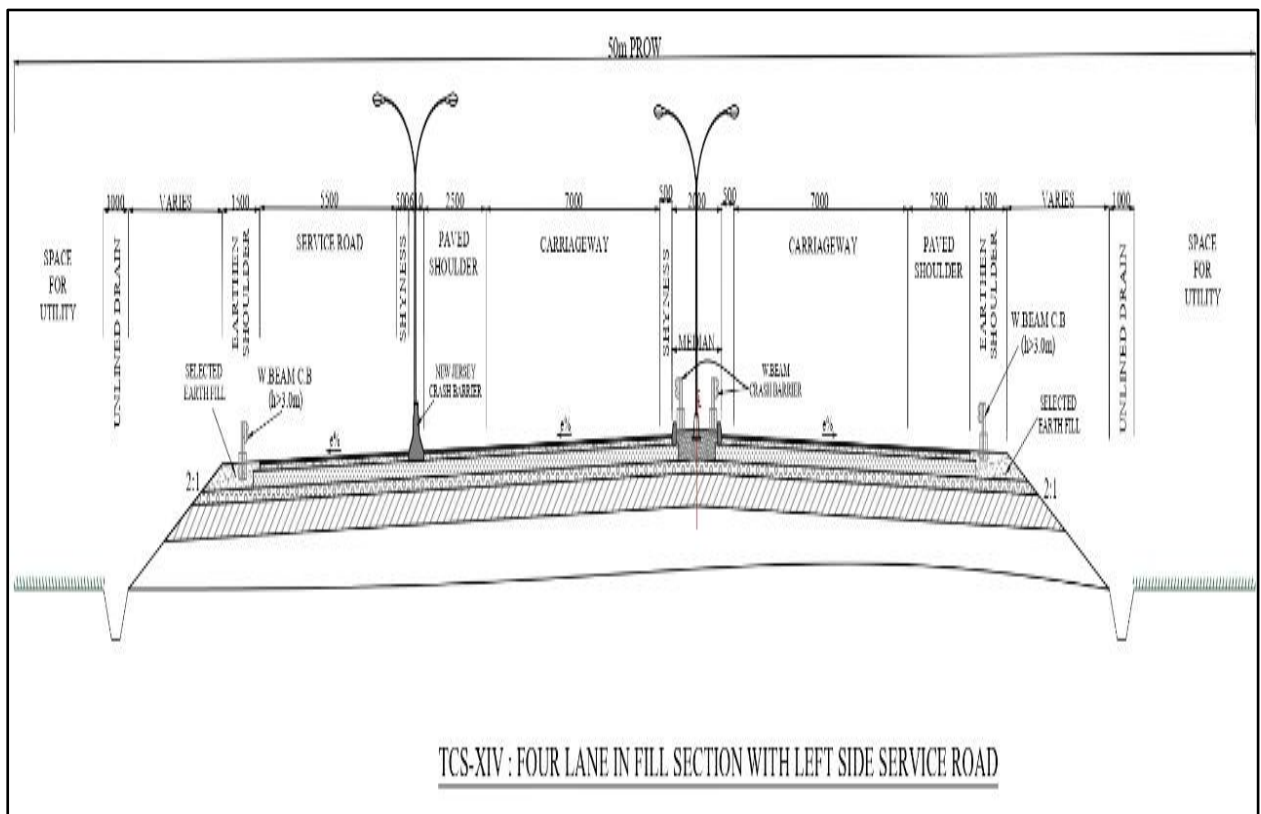 50m PROW
1000
VARIES
1500
5500
500
2500
7000
500
2000
500
7000
2500
1500
VARIES
1000
SPACE
FOR
UTILITY
UNLINED DRAIN
EARTHEN
SHOULDER
SERVICE ROAD
SHYNESS
PAVED
SHOULDER
CARRIAGEWAY
SHYNESS
MEDIAN
CARRIAGEWAY
PAVED
SHOULDER
EARTHEN
SHOULDER
UNLINED DRAIN
SPACE
FOR
UTILITY
SELECTED
EARTH FILL
W.BEAM C.B
(h>3.0m)
NEW JERSEY
CRASH BARRIER
W.BEAM
CRASH BARRIER
W.BEAM C.B
(h>3.0m)
SELECTED
EARTH FILL
e%
e%
e%
2:1
2:1
TCS-XIV : FOUR LANE IN FILL SECTION WITH LEFT SIDE SERVICE ROAD